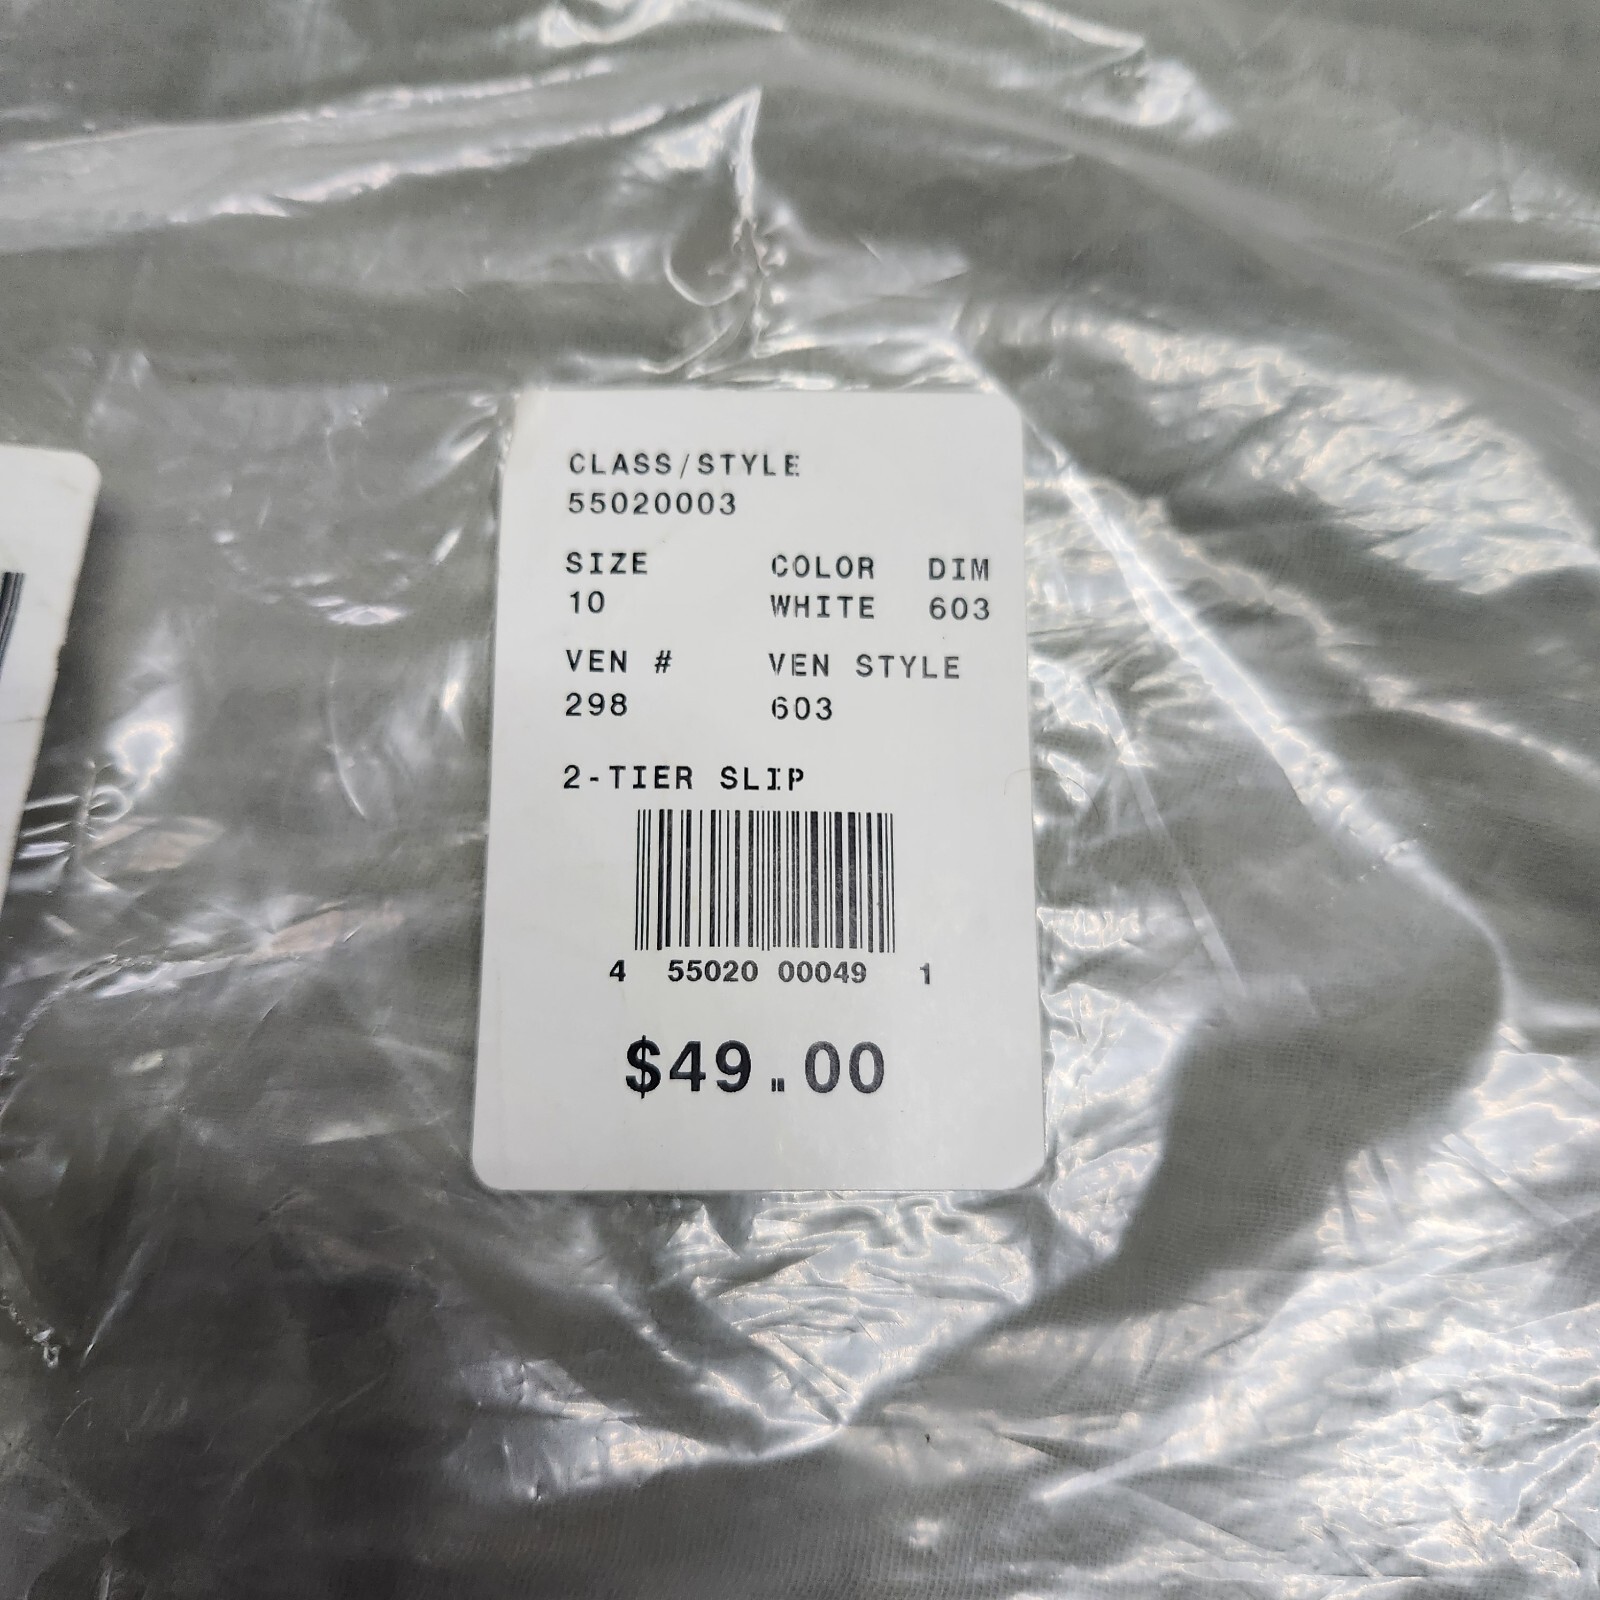 CLASS/STYLE
55020003
SIZE COLOR DIM
10 WHITE 603
VEN # VEN STYLE
298 603
2-TIER SLIP
4 55020 00049 1
$49.00